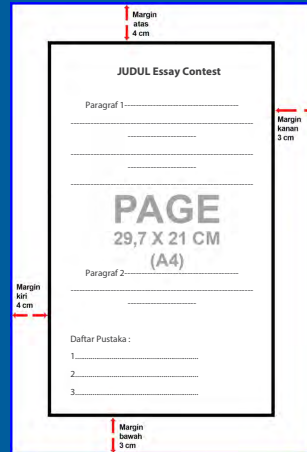 Margin
atas
4 cm
JUDUL Essay Contest
Paragraf 1
Margin
kanan
3 cm
PAGE
29,7 X 21 CM
(A4)
Paragraf 2
Margin
kiri
4 cm
Daftar Pustaka :
1
2
3
Margin
bawah
3 cm